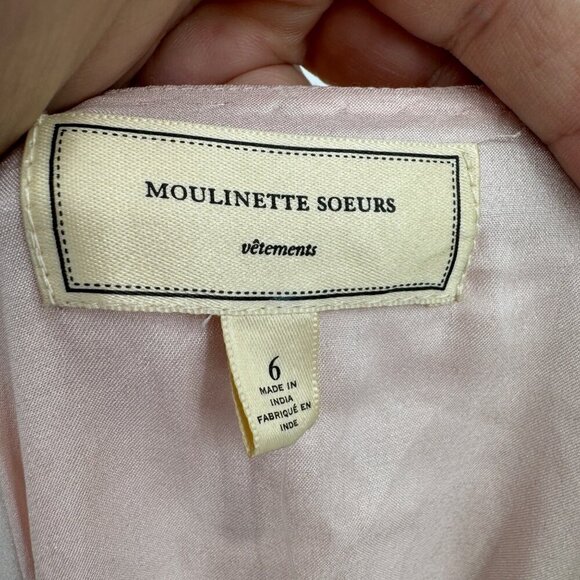 MOULINETTE SOEURS
vêtements
6
MADE IN
INDIA
FABRIQUÉ EN
INDE